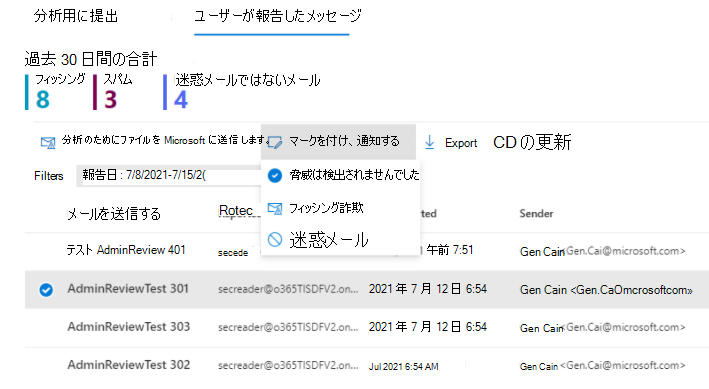 分析用に提出 ユーザーが報告したメッセージ
過去 30 日間の合計
フィッシング スパム 迷惑メールではないメール
8 3 4
分析のためにファイルを Microsoft に送信します。 マークを付け、通知する Export CD の更新
Filters 報告日 : 7/8/2021-7/15/2( 脅威は検出されませんでした
フィッシング詐欺
メールを送信する Rotec ted Sender
迷惑メール
テスト AdminReview 401 secede 午前 7:51 Gen Cain <Gen.Cai@microsoft.com>
AdminReviewTest 301 secreader@o365TISDFV2.on... 2021 年 7 月 12 日 6:54 Gen Cain <Gen.CaOmcrosoftcom»
AdminReviewTest 303 secreader@o365TISDFV2.on... 2021 年 7 月 12 日 6:54 Gen Cain <Gen.Cai@microsoft.com>
AdminReviewTest 302 secreader@o365TISDFV2.on... Jul 2021 6:54 AM Gen Cain <Gen.Cai@microsoft.com>